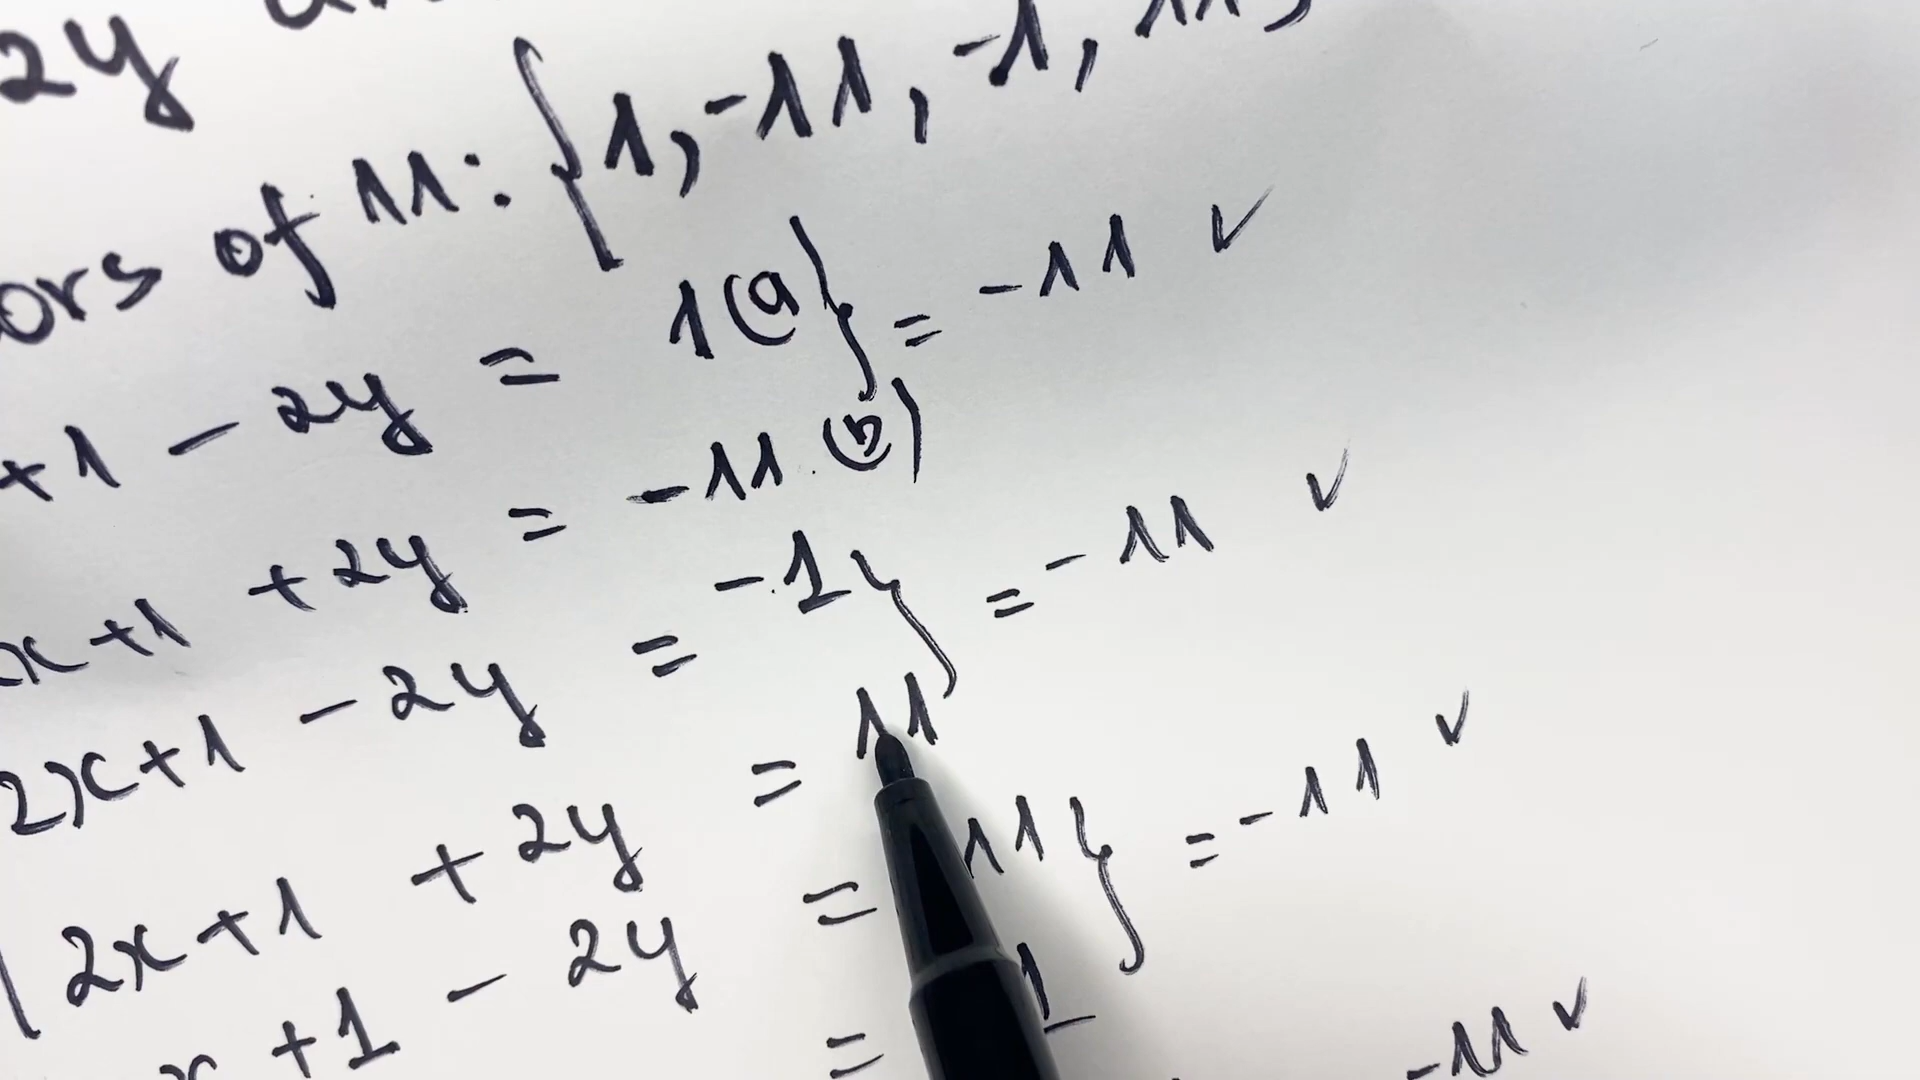 2y
ors of 11: {1, -11, -1, 11,
+1 - 2y = 1 (a) } = -11 ✓
x+1 + 2y = -11 (b)
2x+1 - 2y = -1 } = -11 ✓
2x+1 + 2y = 11
x+1 - 2y = 11 } = -11 ✓
= 1
-11 ✓